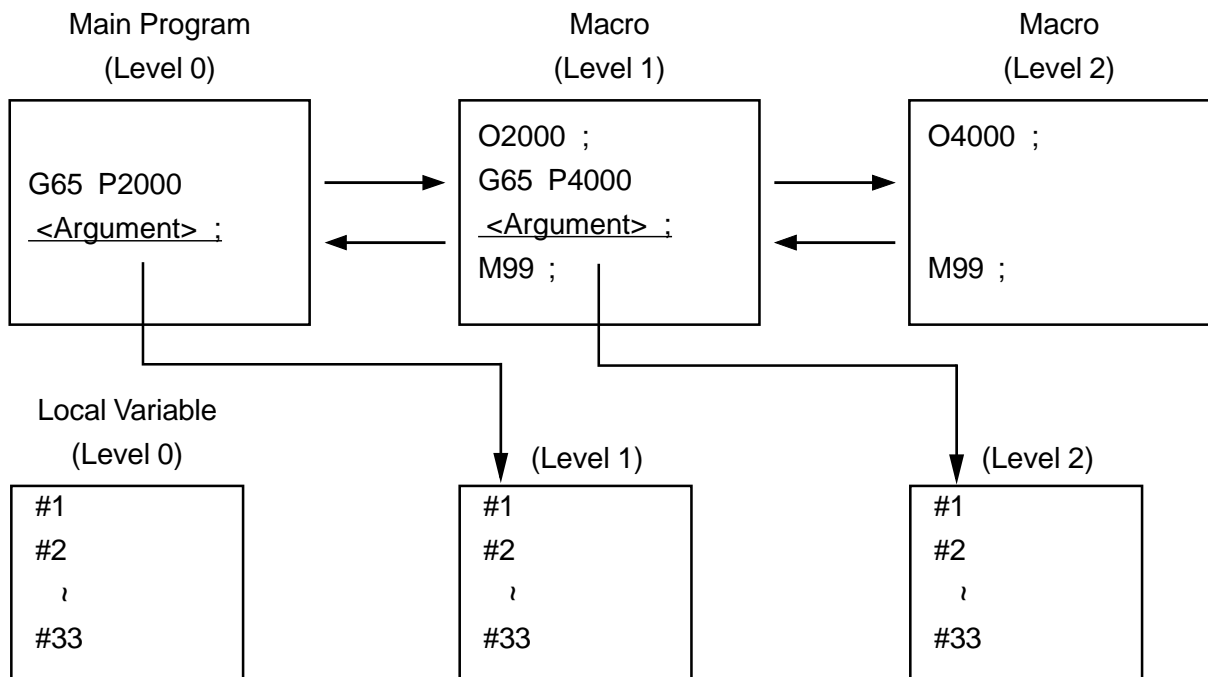 Main Program
(Level 0)
Macro
(Level 1)
Macro
(Level 2)
G65 P2000
<Argument> ;
O2000 ;
G65 P4000
<Argument> ;
M99 ;
O4000 ;
M99 ;
Local Variable
(Level 0)
(Level 1)
(Level 2)
#1
#2
~
#33
#1
#2
~
#33
#1
#2
~
#33